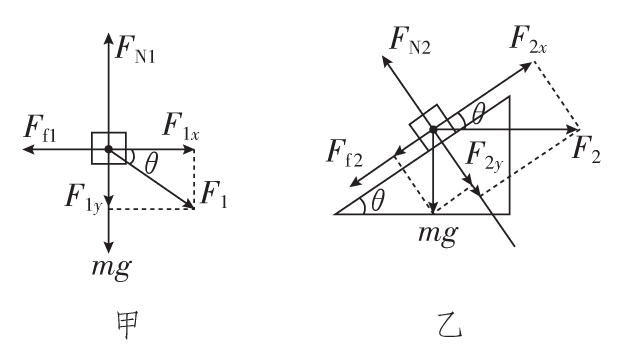 F_N1
F_f1 F_1x
θ
F_1y F_1
mg
甲
F_N2 F_2x
θ
F_f2 F_2y F_2
θ
mg
乙